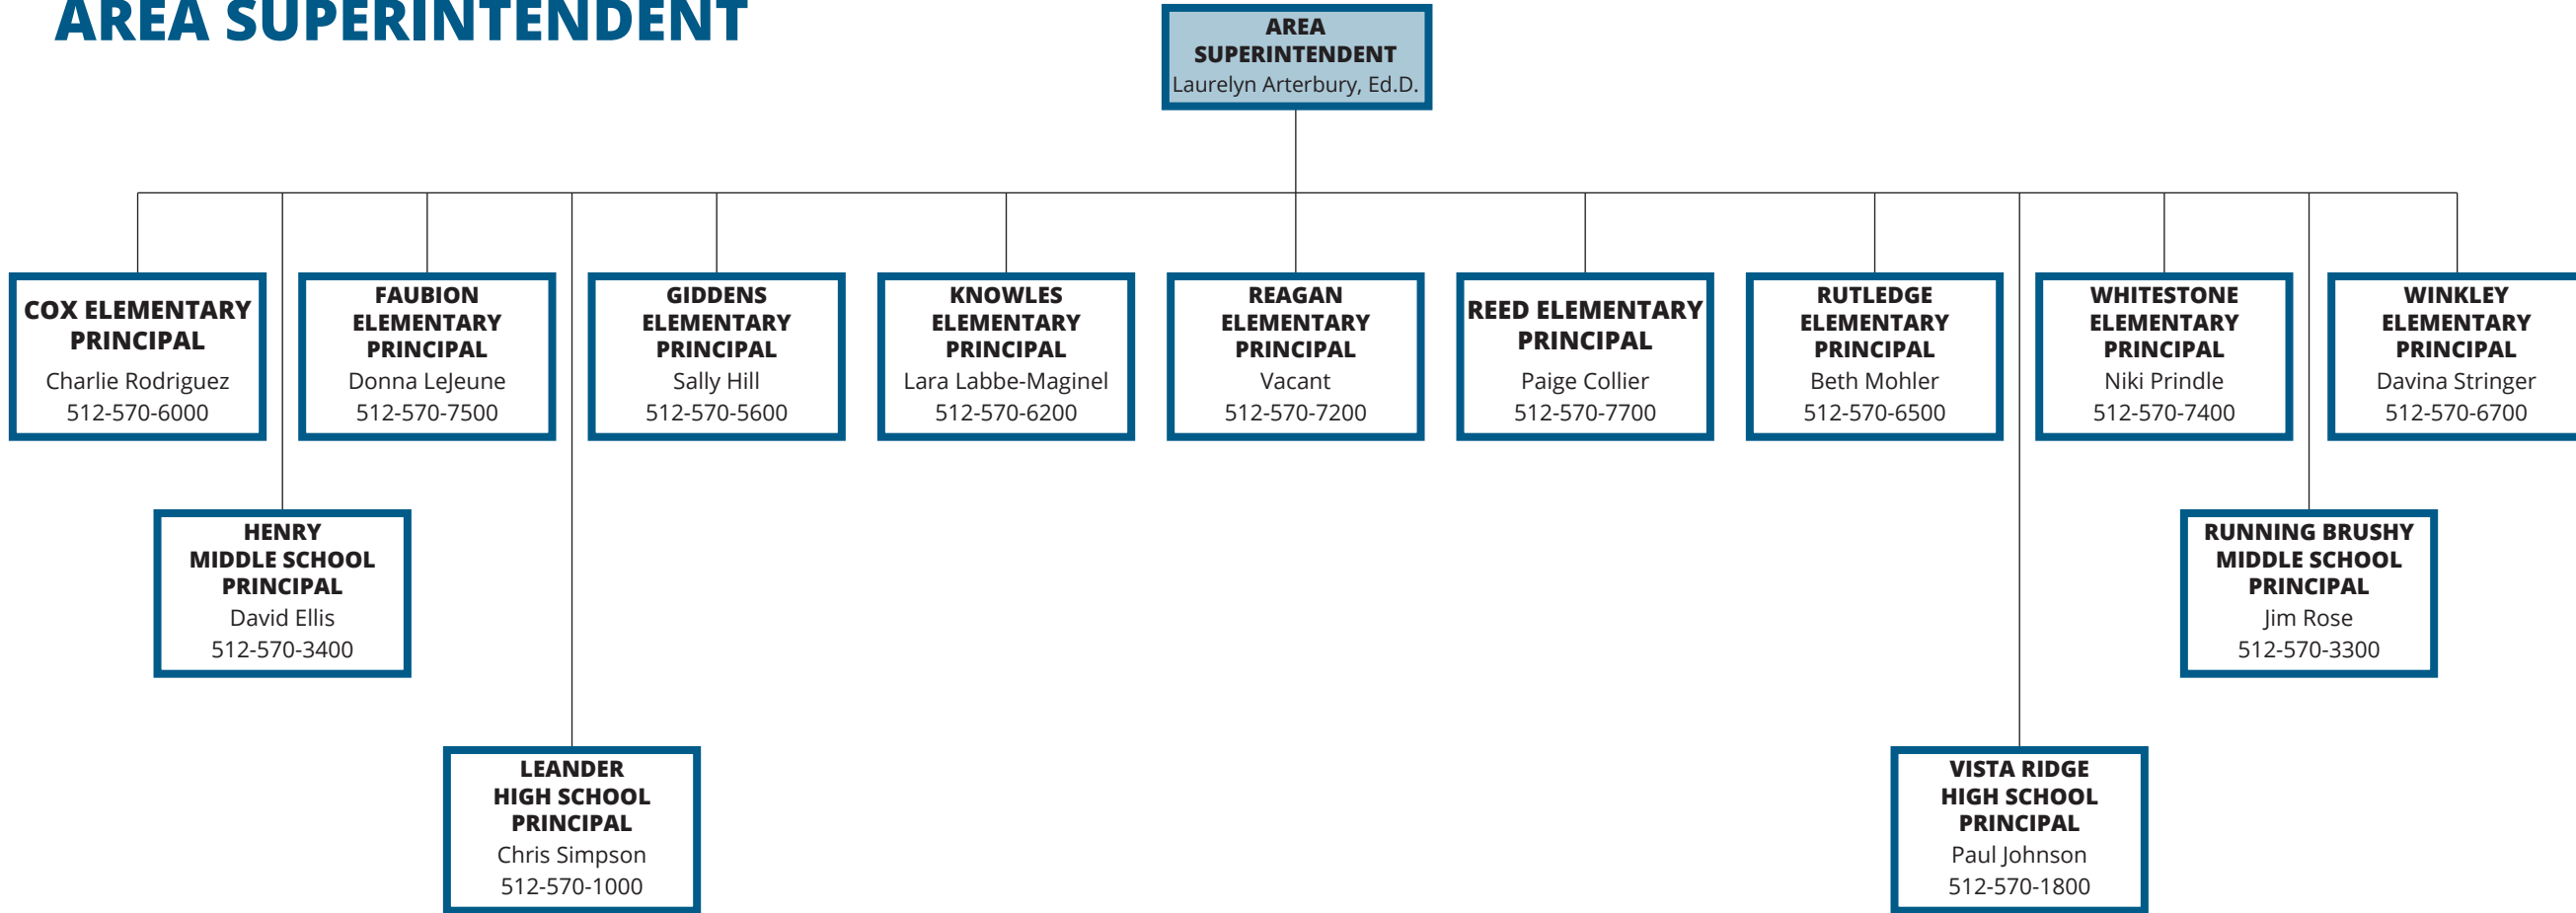 AREA SUPERINTENDENT
AREA
SUPERINTENDENT
Laurelyn Arterbury, Ed.D.
COX ELEMENTARY
PRINCIPAL
Charlie Rodriguez
512-570-6000
FAUBION
ELEMENTARY
PRINCIPAL
Donna LeJeune
512-570-7500
GIDDENS
ELEMENTARY
PRINCIPAL
Sally Hill
512-570-5600
KNOWLES
ELEMENTARY
PRINCIPAL
Lara Labbe-Maginel
512-570-6200
REAGAN
ELEMENTARY
PRINCIPAL
Vacant
512-570-7200
REED ELEMENTARY
PRINCIPAL
Paige Collier
512-570-7700
RUTLEDGE
ELEMENTARY
PRINCIPAL
Beth Mohler
512-570-6500
WHITESTONE
ELEMENTARY
PRINCIPAL
Niki Prindle
512-570-7400
WINKLEY
ELEMENTARY
PRINCIPAL
Davina Stringer
512-570-6700
HENRY
MIDDLE SCHOOL
PRINCIPAL
David Ellis
512-570-3400
RUNNING BRUSHY
MIDDLE SCHOOL
PRINCIPAL
Jim Rose
512-570-3300
LEANDER
HIGH SCHOOL
PRINCIPAL
Chris Simpson
512-570-1000
VISTA RIDGE
HIGH SCHOOL
PRINCIPAL
Paul Johnson
512-570-1800